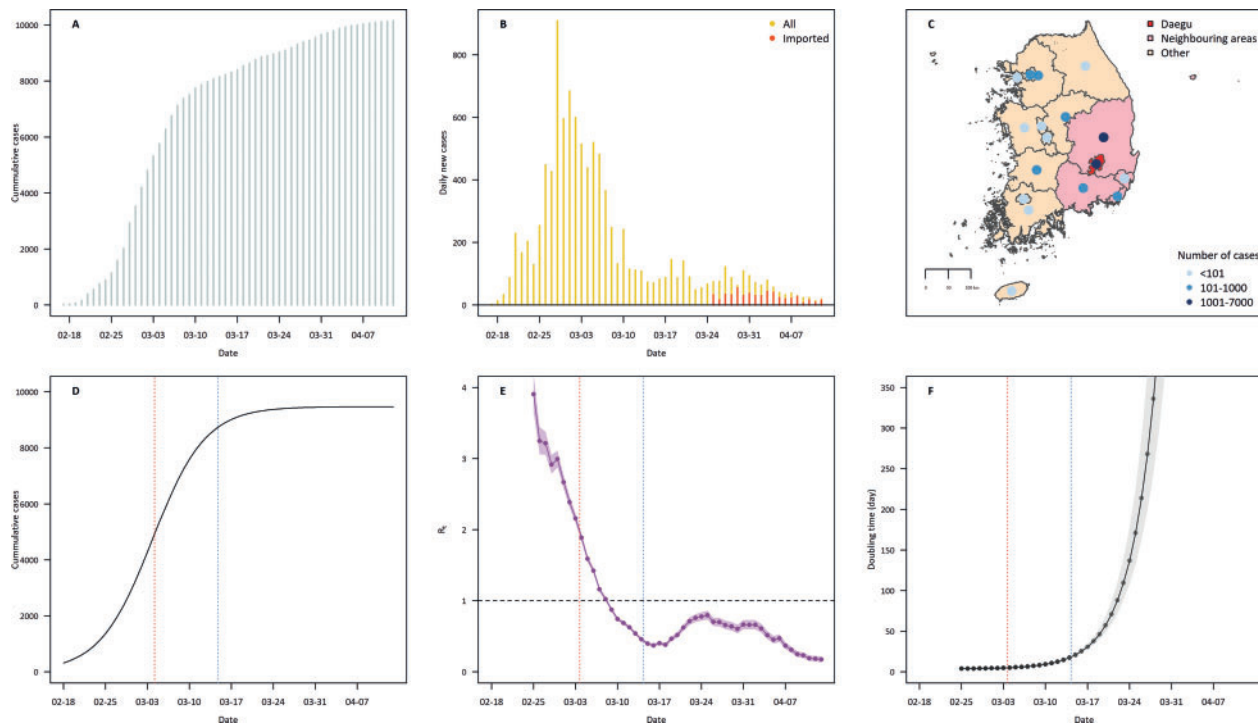 A
Cummulative cases
10000
8000
6000
4000
2000
0
02-18 02-25 03-03 03-10 03-17 03-24 03-31 04-07
Date
B
All
Imported
Daily new cases
800
600
400
200
0
02-18 02-25 03-03 03-10 03-17 03-24 03-31 04-07
Date
C
Daegu
Neighbouring areas
Other
Number of cases
<101
101-1000
1001-7000
D
Cummulative cases
10000
8000
6000
4000
2000
0
02-18 02-25 03-03 03-10 03-17 03-24 03-31 04-07
Date
E
Rt
4
3
2
1
0
02-18 02-25 03-03 03-10 03-17 03-24 03-31 04-07
Date
F
Doubling time (day)
350
300
250
200
150
100
50
0
02-18 02-25 03-03 03-10 03-17 03-24 03-31 04-07
Date